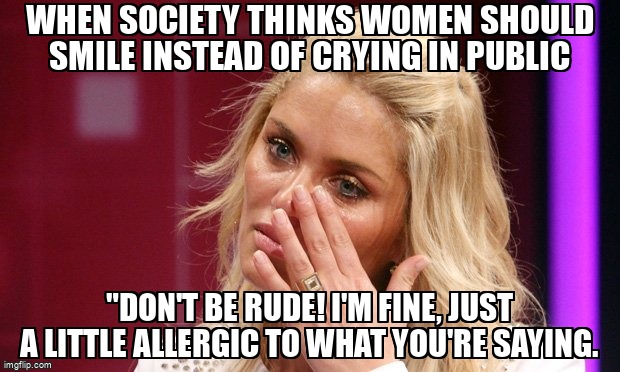 WHEN SOCIETY THINKS WOMEN SHOULD
SMILE INSTEAD OF CRYING IN PUBLIC
"DON'T BE RUDE! I'M FINE, JUST
A LITTLE ALLERGIC TO WHAT YOU'RE SAYING.
imgflip.com